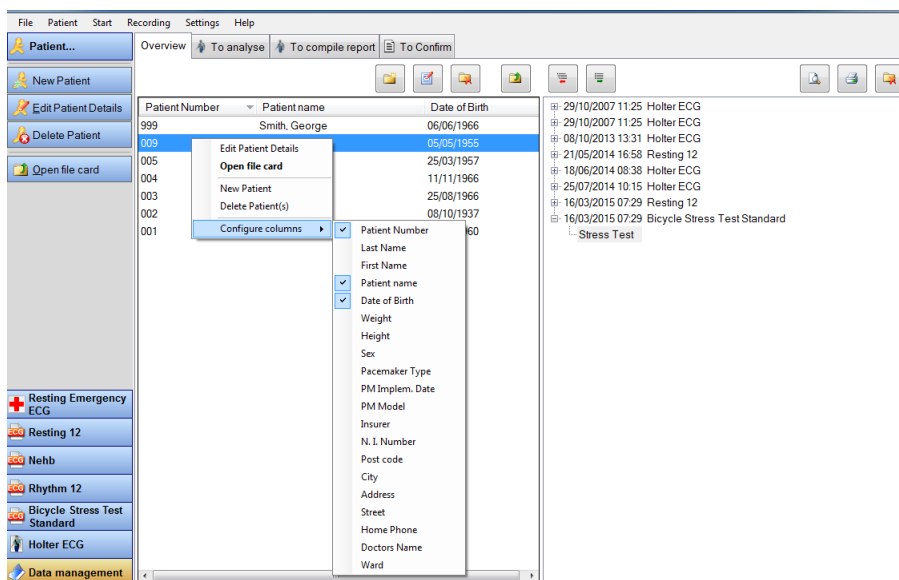 File Patient Start Recording Settings Help
Patient...
Overview To analyse To compile report To Confirm
New Patient
Edit Patient Details
Delete Patient
Open file card
Patient Number Patient name Date of Birth
999 Smith, George 06/06/1966
009 05/05/1955
005 25/03/1957
004 11/11/1966
003 25/08/1966
002 08/10/1937
001 60
Edit Patient Details
Open file card
New Patient
Delete Patient(s)
Configure columns
Patient Number
Last Name
First Name
Patient name
Date of Birth
Weight
Height
Sex
Pacemaker Type
PM Implem. Date
PM Model
Insurer
N. I. Number
Post code
City
Address
Street
Home Phone
Doctors Name
Ward
29/10/2007 11:25 Holter ECG
29/10/2007 11:25 Holter ECG
08/10/2013 13:31 Holter ECG
21/05/2014 16:58 Resting 12
18/06/2014 08:38 Holter ECG
25/07/2014 10:15 Holter ECG
16/03/2015 07:29 Resting 12
16/03/2015 07:29 Bicycle Stress Test Standard
Stress Test
Resting Emergency
ECG
ECG Resting 12
ECG Nehb
ECG Rhythm 12
ECG Bicycle Stress Test
Standard
Holter ECG
Data management